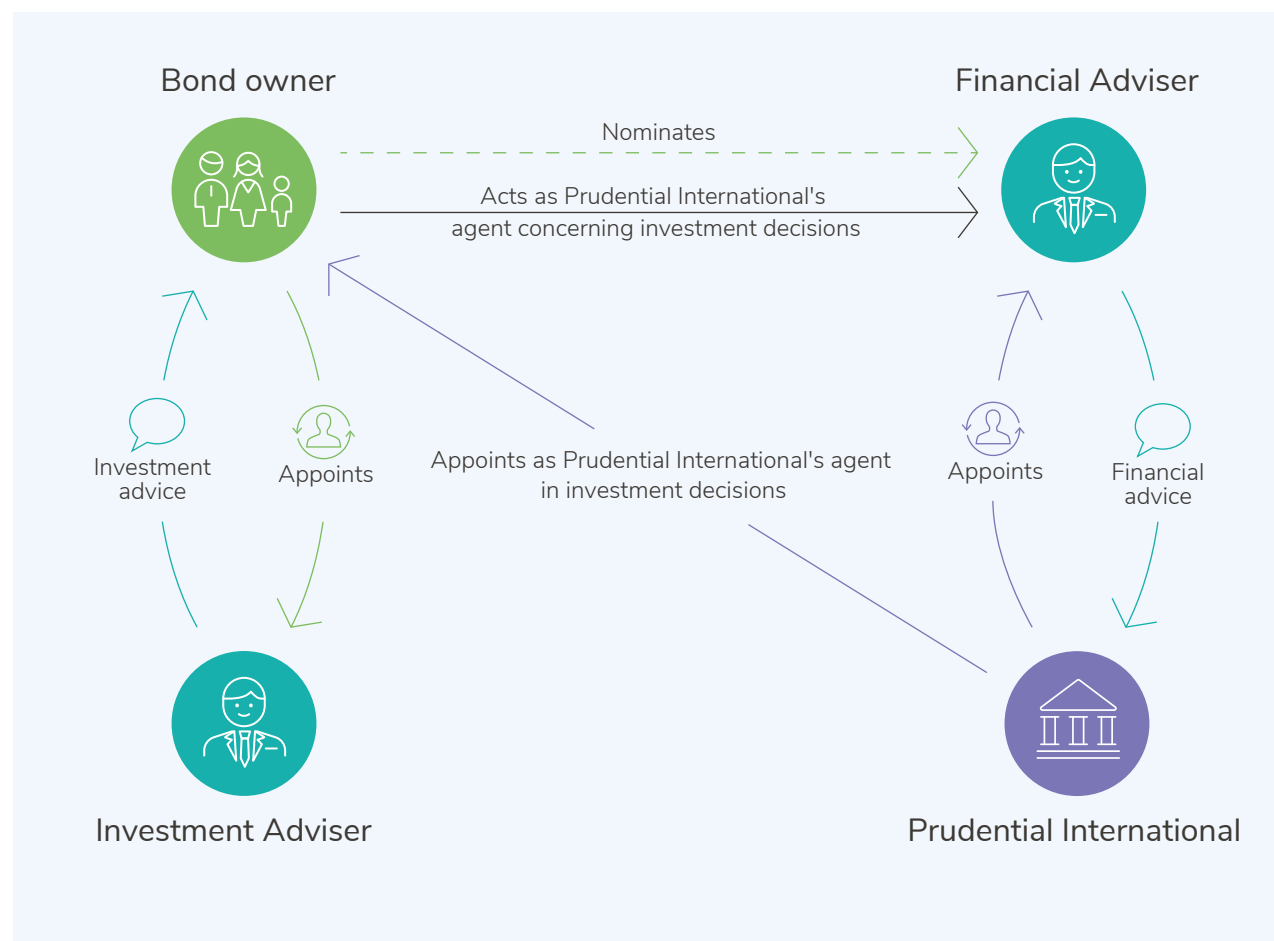 Bond owner
Financial Adviser
Nominates
Acts as Prudential International's
agent concerning investment decisions
Investment
advice
Appoints
Appoints as Prudential International's agent
in investment decisions
Appoints
Financial
advice
Investment Adviser
Prudential International